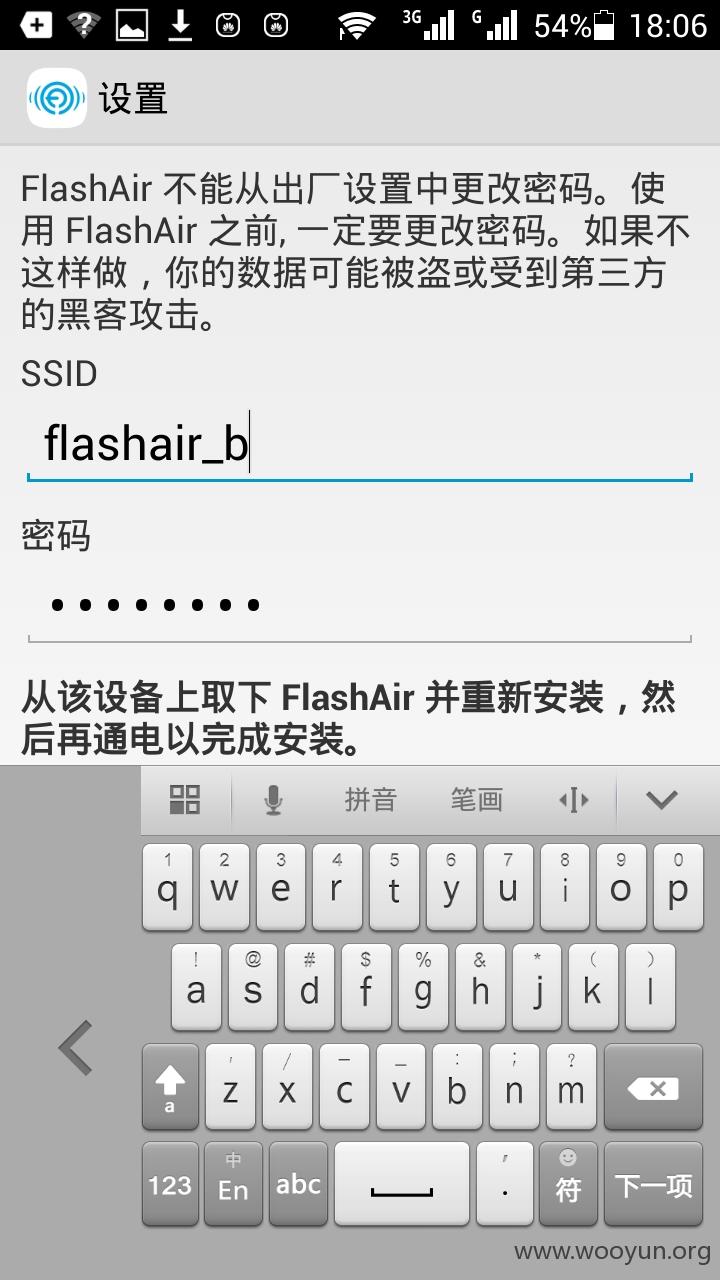 3G G 54% 18:06
设置
FlashAir 不能从出厂设置中更改密码。使
用 FlashAir 之前, 一定要更改密码。如果不
这样做，你的数据可能被盗或受到第三方
的黑客攻击。
SSID
flashair_b
密码
••••••••
从该设备上取下 FlashAir 并重新安装，然
后再通电以完成安装。
拼音 笔画
1 2 3 4 5 6 7 8 9 0
q w e r t y u i o p
! @ # $ % & * ( )
a s d f g h j k l
' / – _ : ; ?
a z x c v b n m
中 "
123 En abc . 符 下一项
www.wooyun.org